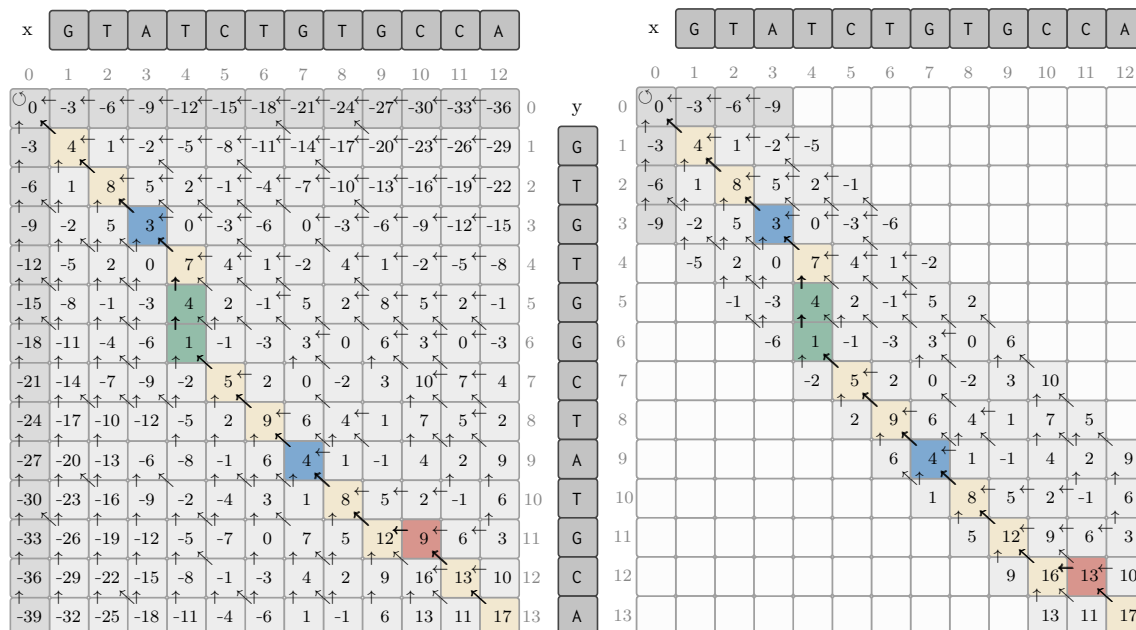 x G T A T C T G T G C C A x G T A T C T G T G C C A
0 1 2 3 4 5 6 7 8 9 10 11 12 0 1 2 3 4 5 6 7 8 9 10 11 12
0 -3 -6 -9 -12 -15 -18 -21 -24 -27 -30 -33 -36 0 y 0 0 -3 -6 -9
-3 4 1 -2 -5 -8 -11 -14 -17 -20 -23 -26 -29 1 G 1 -3 4 1 -2 -5
-6 1 8 5 2 -1 -4 -7 -10 -13 -16 -19 -22 2 T 2 -6 1 8 5 2 -1
-9 -2 5 3 0 -3 -6 0 -3 -6 -9 -12 -15 3 G 3 -9 -2 5 3 0 -3 -6
-12 -5 2 0 7 4 1 -2 4 1 -2 -5 -8 4 T 4 -5 2 0 7 4 1 -2
-15 -8 -1 -3 4 2 -1 5 2 8 5 2 -1 5 G 5 -1 -3 4 2 -1 5 2
-18 -11 -4 -6 1 -1 -3 3 0 6 3 0 -3 6 G 6 -6 1 -1 -3 3 0 6
-21 -14 -7 -9 -2 5 2 0 -2 3 10 7 4 7 C 7 -2 5 2 0 -2 3 10
-24 -17 -10 -12 -5 2 9 6 4 1 7 5 2 8 T 8 2 9 6 4 1 7 5
-27 -20 -13 -6 -8 -1 6 4 1 -1 4 2 9 9 A 9 6 4 1 -1 4 2 9
-30 -23 -16 -9 -2 -4 3 1 8 5 2 -1 6 10 T 10 1 8 5 2 -1 6
-33 -26 -19 -12 -5 -7 0 7 5 12 9 6 3 11 G 11 5 12 9 6 3
-36 -29 -22 -15 -8 -1 -3 4 2 9 16 13 10 12 C 12 9 16 13 10
-39 -32 -25 -18 -11 -4 -6 1 -1 6 13 11 17 13 A 13 13 11 17